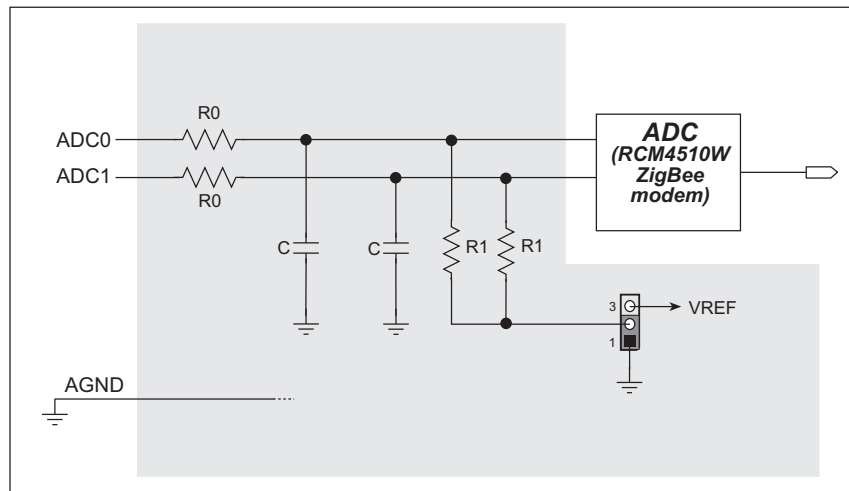 R0
ADC0
ADC1
R0
ADC
(RCM4510W
ZigBee
modem)
C
C
R1
R1
3
VREF
1
AGND